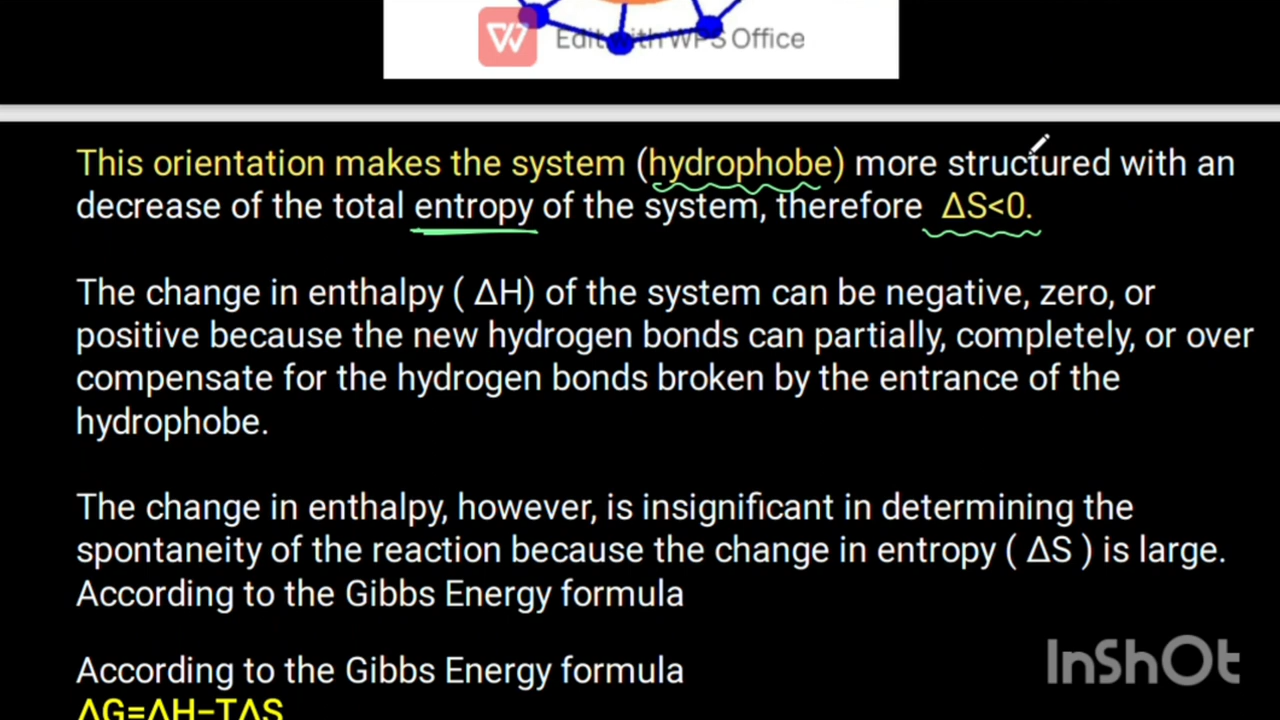 Edit with WPS Office
This orientation makes the system (hydrophobe) more structured with an
decrease of the total entropy of the system, therefore ΔS<0.
The change in enthalpy ( ΔH) of the system can be negative, zero, or
positive because the new hydrogen bonds can partially, completely, or over
compensate for the hydrogen bonds broken by the entrance of the
hydrophobe.
The change in enthalpy, however, is insignificant in determining the
spontaneity of the reaction because the change in entropy ( ΔS ) is large.
According to the Gibbs Energy formula
According to the Gibbs Energy formula
InShOt
ΔG=ΔH−TΔS